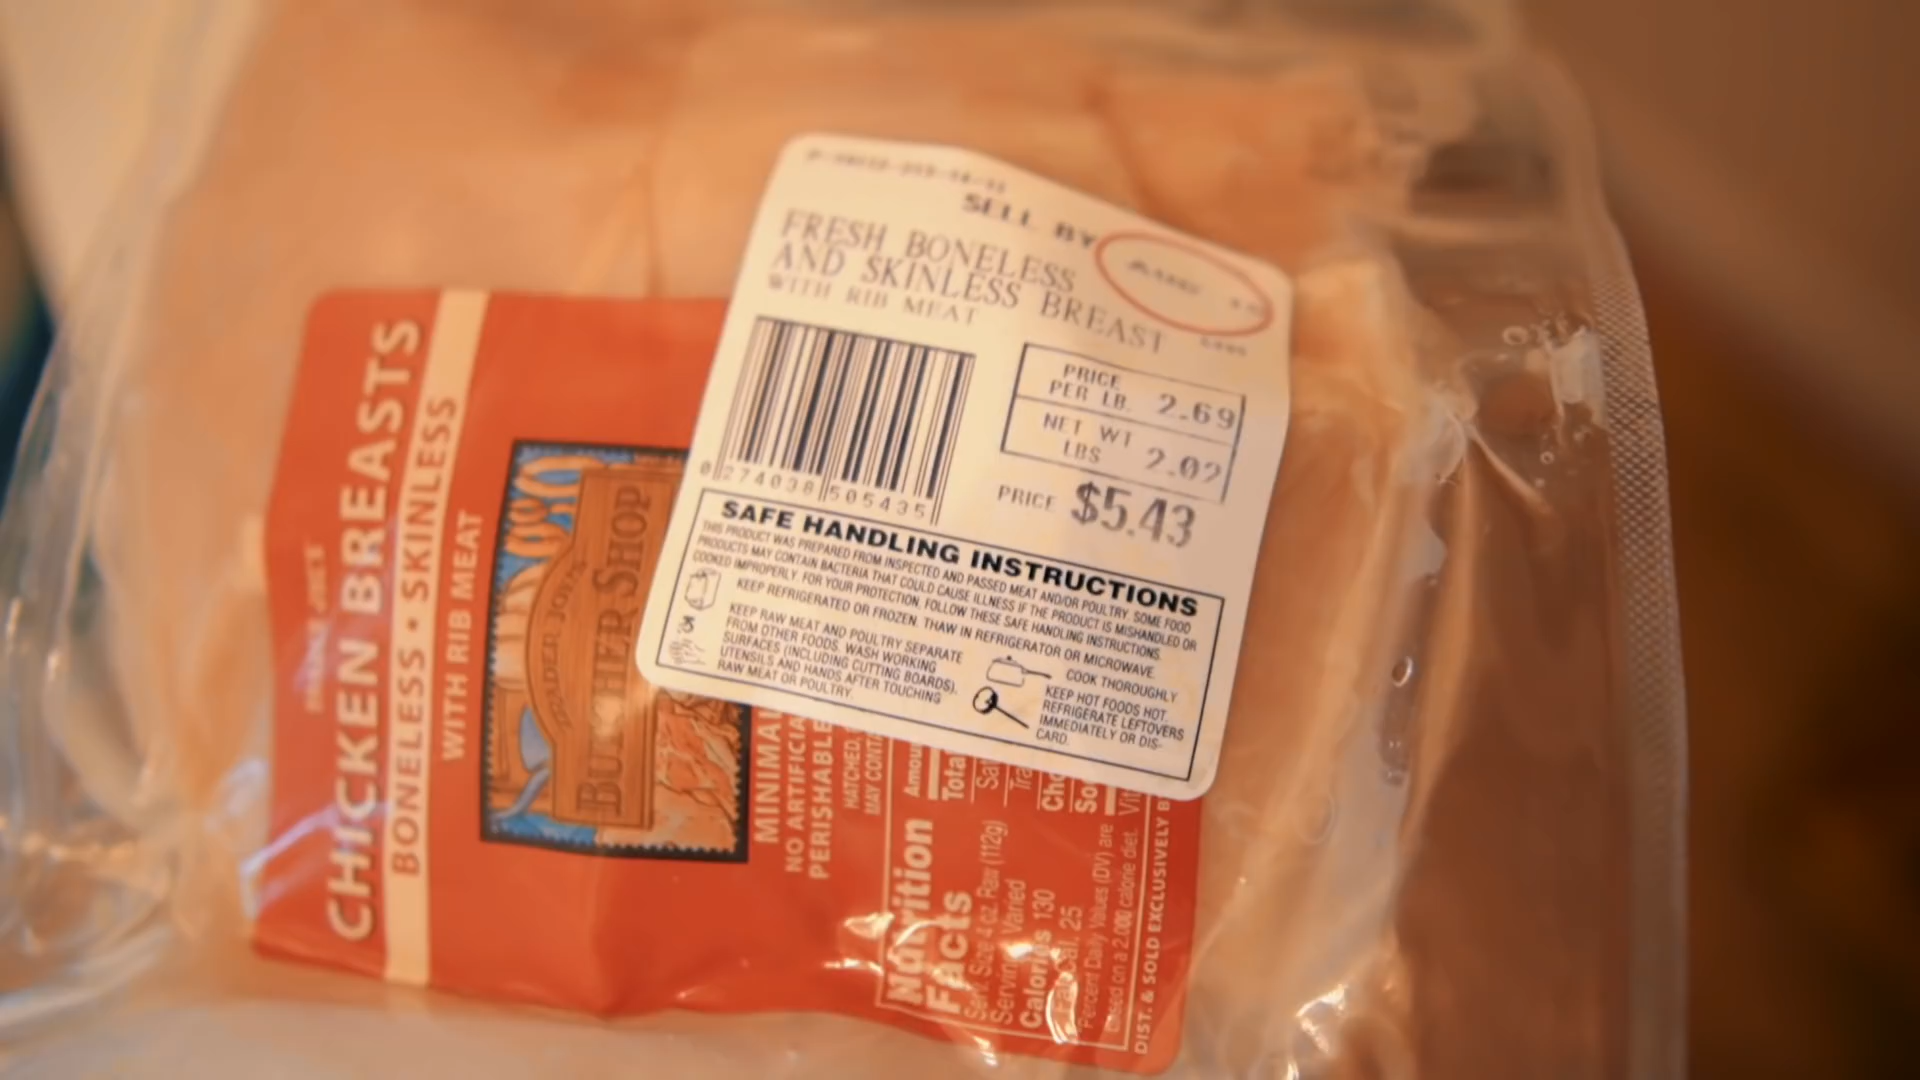 SELL BY
FRESH BONELESS
AND SKINLESS BREAST
WITH RIB MEAT
PRICE
PER LB. 2.69
NET WT
LBS 2.02
PRICE $5.43
0 274038 505435
SAFE HANDLING INSTRUCTIONS
THIS PRODUCT WAS PREPARED FROM INSPECTED AND PASSED MEAT AND/OR POULTRY. SOME FOOD
PRODUCTS MAY CONTAIN BACTERIA THAT COULD CAUSE ILLNESS IF THE PRODUCT IS MISHANDLED OR
COOKED IMPROPERLY. FOR YOUR PROTECTION, FOLLOW THESE SAFE HANDLING INSTRUCTIONS.
KEEP REFRIGERATED OR FROZEN. THAW IN REFRIGERATOR OR MICROWAVE.
KEEP RAW MEAT AND POULTRY SEPARATE
FROM OTHER FOODS. WASH WORKING
SURFACES (INCLUDING CUTTING BOARDS),
UTENSILS AND HANDS AFTER TOUCHING
RAW MEAT OR POULTRY.
COOK THOROUGHLY.
KEEP HOT FOODS HOT.
REFRIGERATE LEFTOVERS
IMMEDIATELY OR DIS-
CARD.
CHICKEN BREASTS
BONELESS • SKINLESS
WITH RIB MEAT
BUTCHER SHOP
MINIMAL
NO ARTIFICIA
PERISHABLE
HATCHED,
MAY CONT
Nutrition
Facts
Serv. Size 4 oz. Raw (112g)
Servings Varied
Calories 130
Fat Cal. 25
*Percent Daily Values (DV) are
based on a 2,000 calorie diet.
Amou
Tota
Sat
Tra
Cho
So
Vit
DIST. & SOLD EXCLUSIVELY B